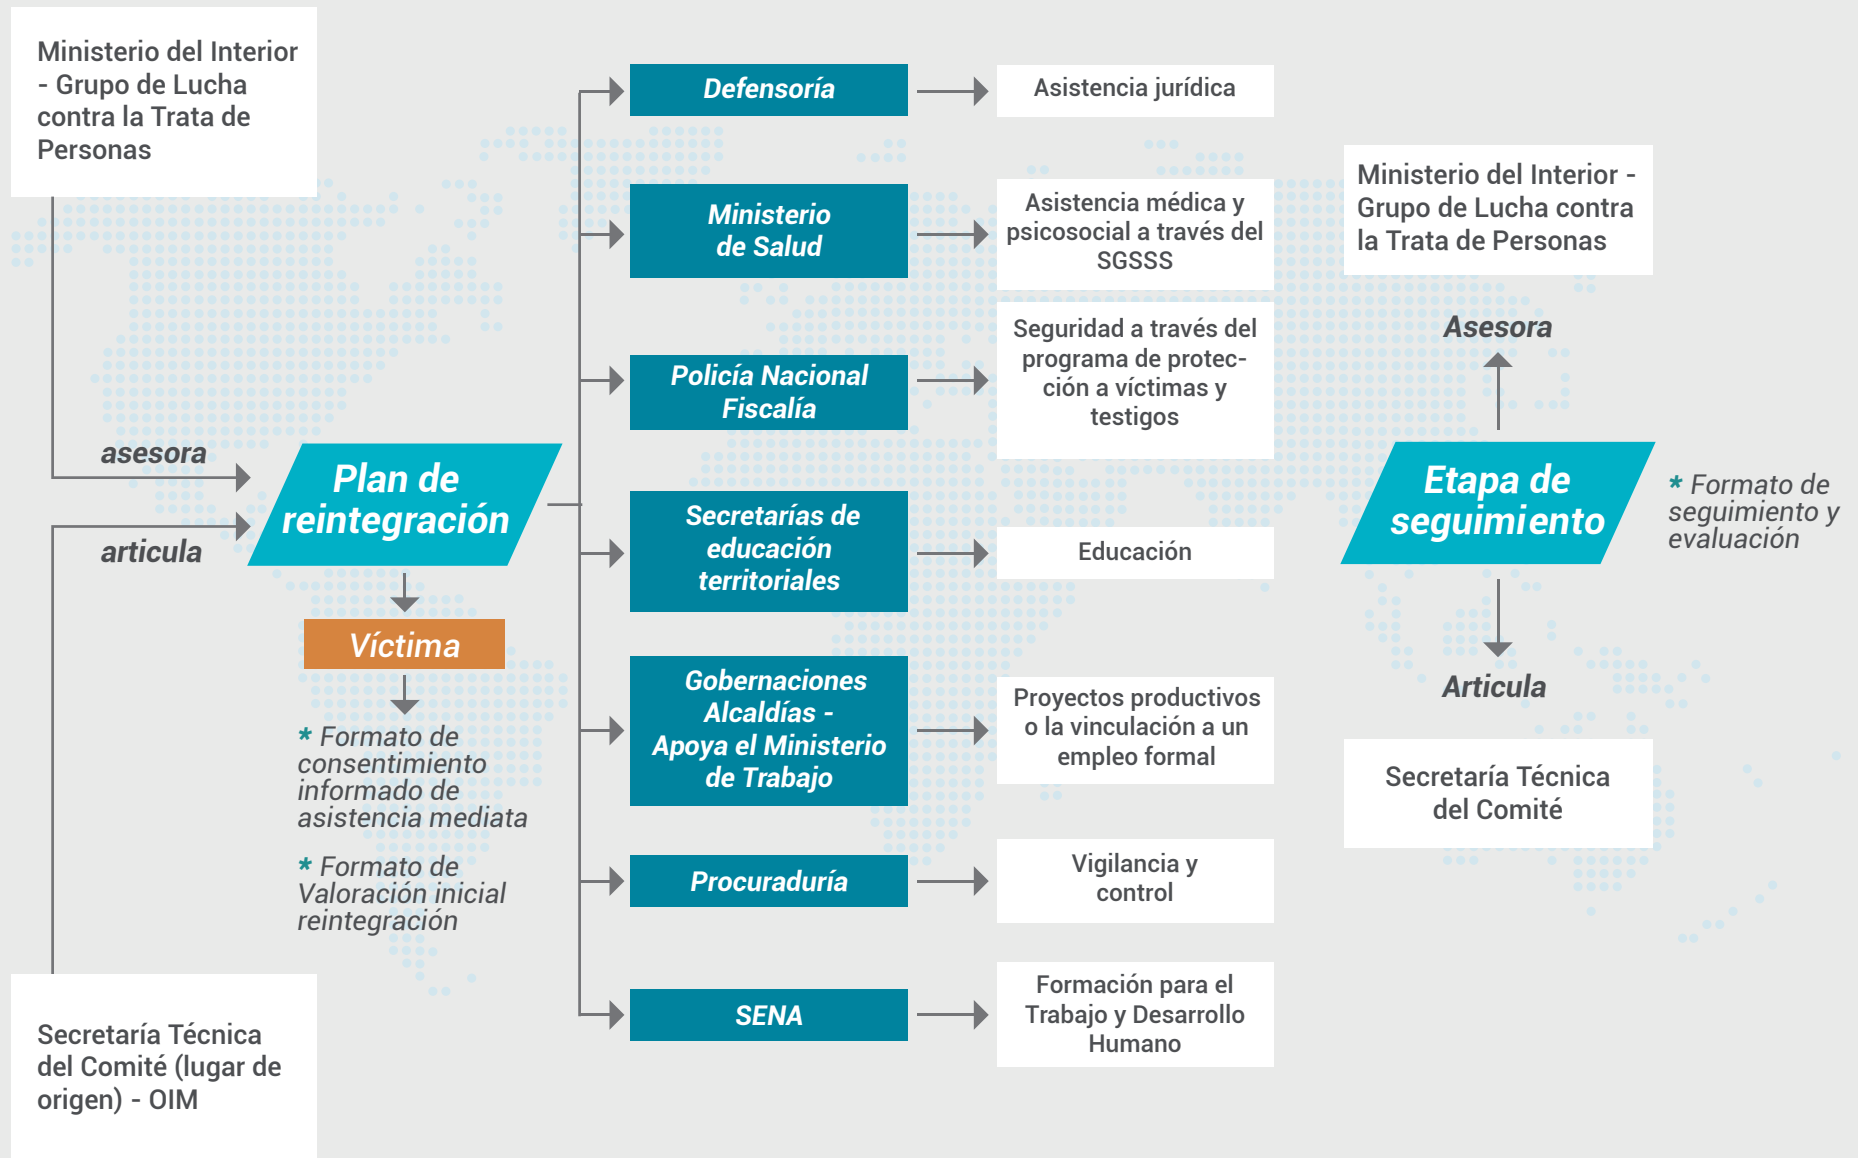 Ministerio del Interior
- Grupo de Lucha
contra la Trata de
Personas
asesora
articula
Secretaría Técnica
del Comité (lugar de
origen) - OIM
Plan de
reintegración
Víctima
* Formato de
consentimiento
informado de
asistencia mediata
* Formato de
Valoración inicial
reintegración
Defensoría
Asistencia jurídica
Ministerio
de Salud
Asistencia médica y
psicosocial a través del
SGSSS
Policía Nacional
Fiscalía
Seguridad a través del
programa de protec-
ción a víctimas y
testigos
Secretarías de
educación
territoriales
Educación
Gobernaciones
Alcaldías -
Apoya el Ministerio
de Trabajo
Proyectos productivos
o la vinculación a un
empleo formal
Procuraduría
Vigilancia y
control
SENA
Formación para el
Trabajo y Desarrollo
Humano
Ministerio del Interior -
Grupo de Lucha contra
la Trata de Personas
Asesora
Etapa de
seguimiento
* Formato de
seguimiento y
evaluación
Articula
Secretaría Técnica
del Comité